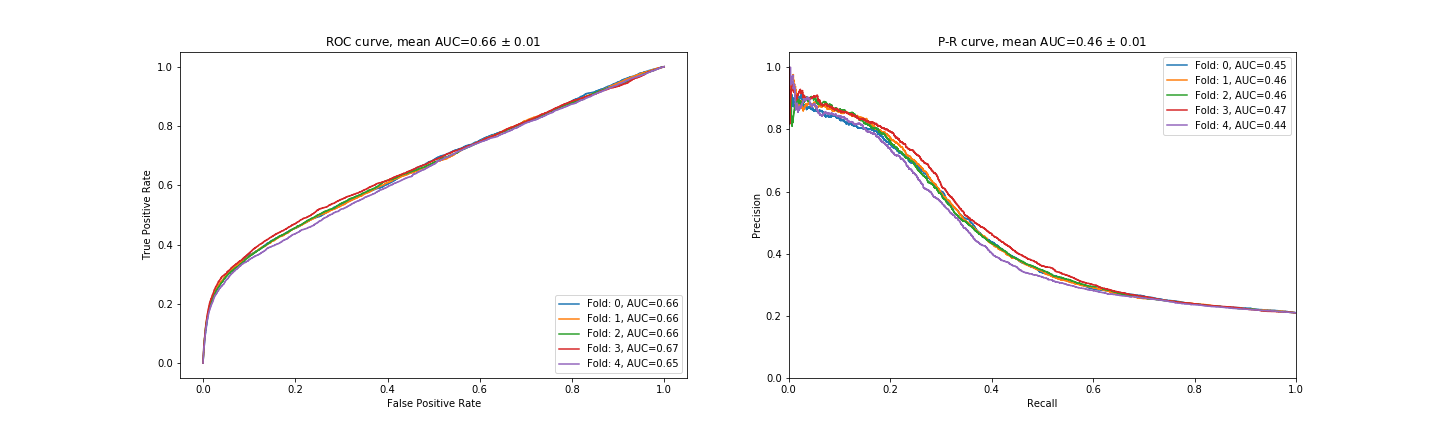 ROC curve, mean AUC=0.66 ± 0.01
True Positive Rate
1.0
0.8
0.6
0.4
0.2
0.0
Fold: 0, AUC=0.66
Fold: 1, AUC=0.66
Fold: 2, AUC=0.66
Fold: 3, AUC=0.67
Fold: 4, AUC=0.65
0.0 0.2 0.4 0.6 0.8 1.0
False Positive Rate
P-R curve, mean AUC=0.46 ± 0.01
Precision
1.0
0.8
0.6
0.4
0.2
0.0
Fold: 0, AUC=0.45
Fold: 1, AUC=0.46
Fold: 2, AUC=0.46
Fold: 3, AUC=0.47
Fold: 4, AUC=0.44
0.0 0.2 0.4 0.6 0.8 1.0
Recall